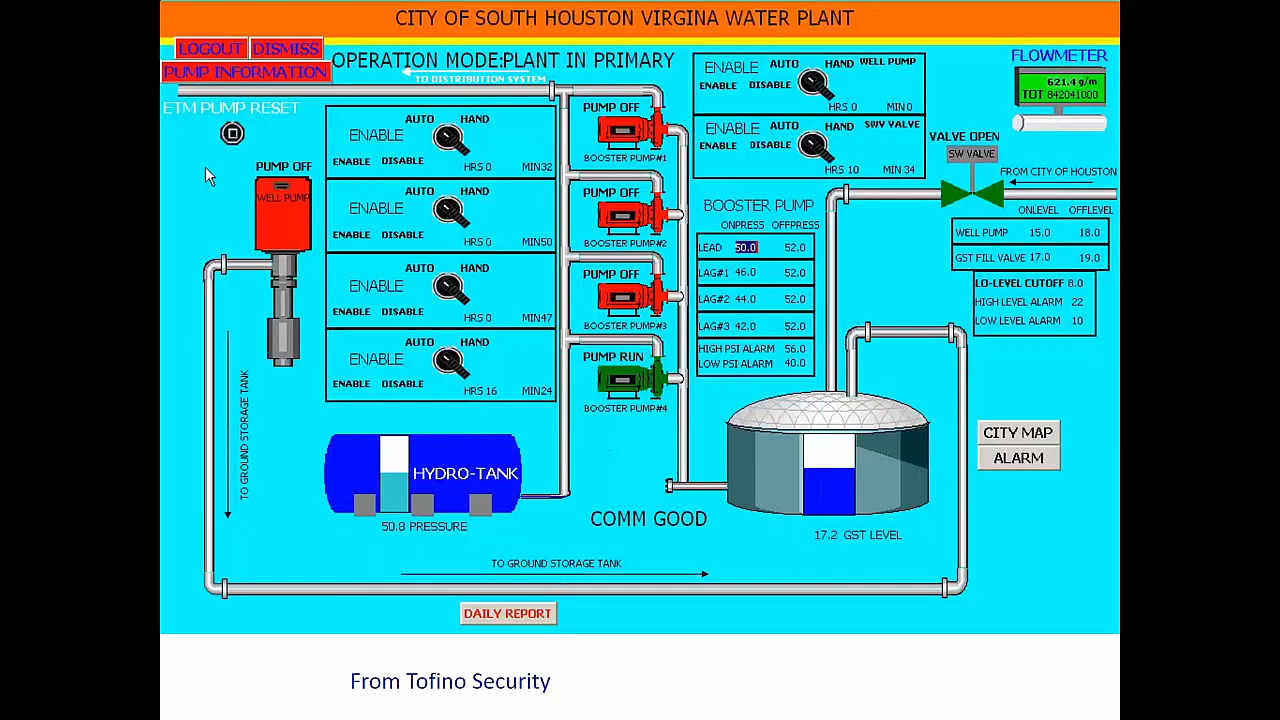 CITY OF SOUTH HOUSTON VIRGINA WATER PLANT
LOGOUT DISMISS
PUMP INFORMATION
OPERATION MODE:PLANT IN PRIMARY
TO DISTRIBUTION SYSTEM
ETM PUMP RESET
PUMP OFF
WELL PUMP
AUTO HAND
ENABLE
ENABLE DISABLE
HRS 0 MIN32
AUTO HAND
ENABLE
ENABLE DISABLE
HRS 0 MIN50
AUTO HAND
ENABLE
ENABLE DISABLE
HRS 0 MIN47
AUTO HAND
ENABLE
ENABLE DISABLE
HRS 16 MIN24
PUMP OFF
BOOSTER PUMP#1
PUMP OFF
BOOSTER PUMP#2
PUMP OFF
BOOSTER PUMP#3
PUMP RUN
BOOSTER PUMP#4
ENABLE AUTO HAND WELL PUMP
ENABLE DISABLE
HRS 0 MIN 0
ENABLE AUTO HAND SWV VALVE
ENABLE DISABLE
HRS 10 MIN 34
FLOWMETER
621.4 g/m
TOT 842041000
VALVE OPEN
SW VALVE
FROM CITY OF HOUSTON
BOOSTER PUMP
ONPRESS OFFPRESS
LEAD 50.0 52.0
LAG#1 46.0 52.0
LAG#2 44.0 52.0
LAG#3 42.0 52.0
HIGH PSI ALARM 56.0
LOW PSI ALARM 40.0
ONLEVEL OFFLEVEL
WELL PUMP 15.0 18.0
GST FILL VALVE 17.0 19.0
LO-LEVEL CUTOFF 8.0
HIGH LEVEL ALARM 22
LOW LEVEL ALARM 10
TO GROUND STORAGE TANK
HYDRO-TANK
50.8 PRESSURE
COMM GOOD
17.2 GST LEVEL
CITY MAP
ALARM
TO GROUND STORAGE TANK
DAILY REPORT
From Tofino Security